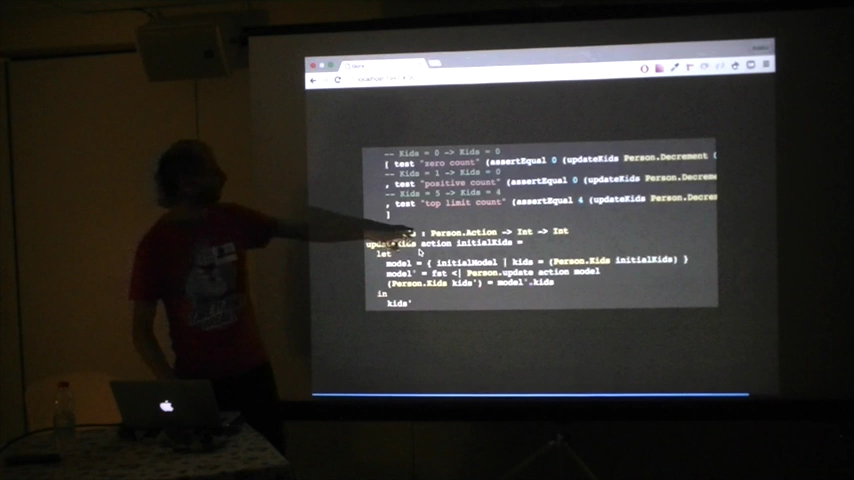 -- Kids = 0 -> Kids = 0
[ test "zero count" (assertEqual 0 (updateKids Person.Decrement
-- Kids = 1 -> Kids = 0
, test "positive count" (assertEqual 0 (updateKids Person.Decreme
-- Kids = 5 -> Kids = 4
, test "top limit count" (assertEqual 4 (updateKids Person.Decrem
]
: Person.Action -> Int -> Int
action initialKids =
let
model = { initialModel | kids = (Person.Kids initialKids) }
model' = fst <| Person.update action model
(Person.Kids kids') = model'.kids
in
kids'